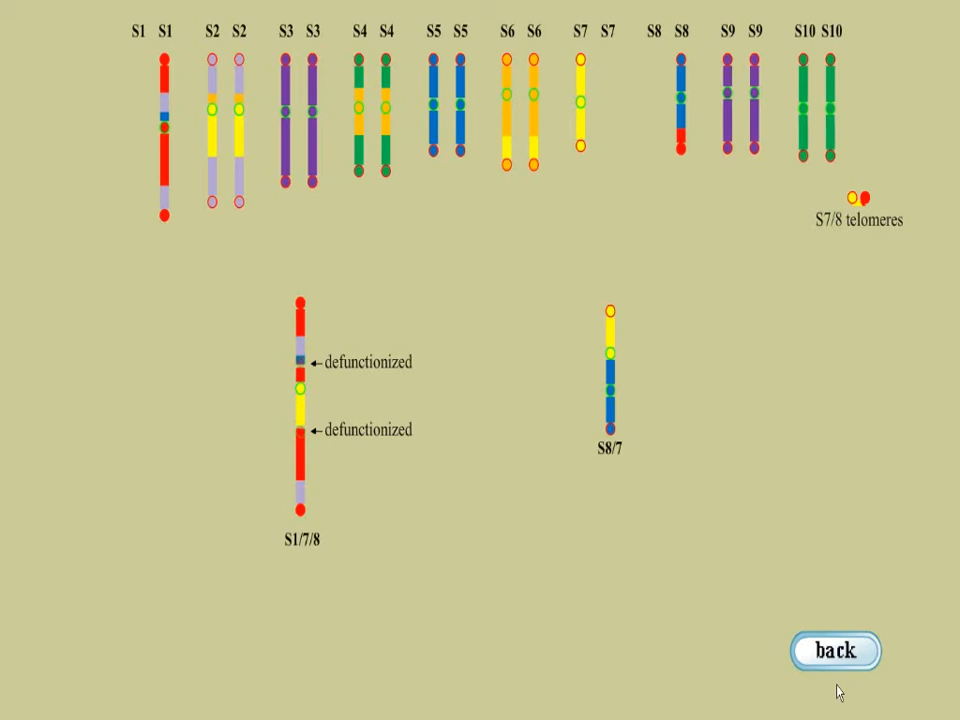 S1 S1 S2 S2 S3 S3 S4 S4 S5 S5 S6 S6 S7 S7 S8 S8 S9 S9 S10 S10
S7/8 telomeres
defunctionized
defunctionized
S8/7
S1/7/8
back